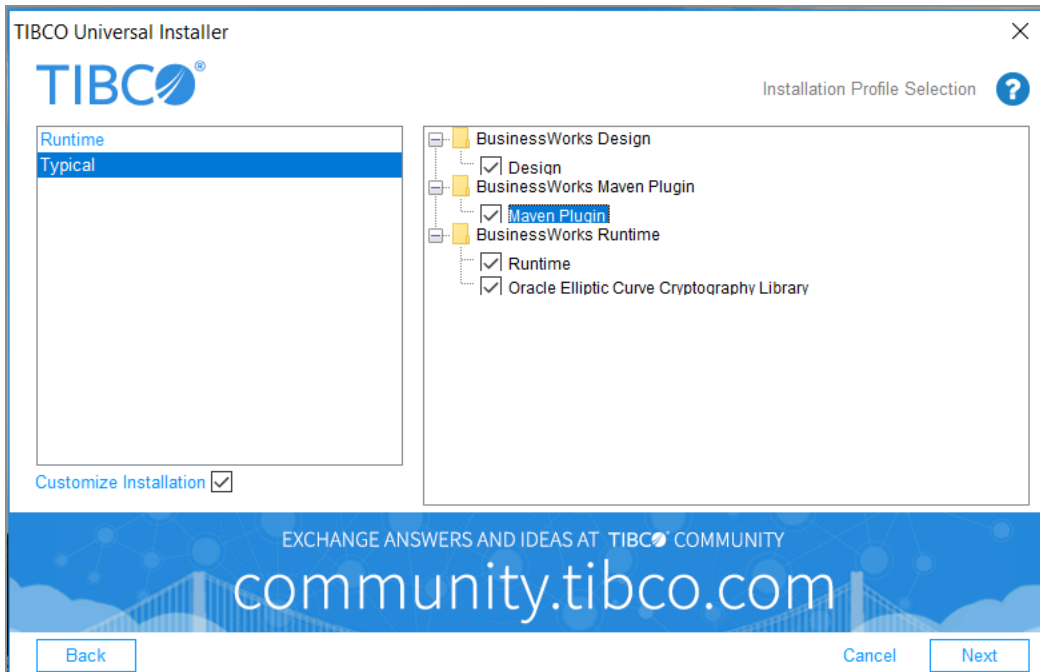 TIBCO Universal Installer
TIBCO®
Installation Profile Selection
?
Runtime
Typical
BusinessWorks Design
Design
BusinessWorks Maven Plugin
Maven Plugin
BusinessWorks Runtime
Runtime
Oracle Elliptic Curve Cryptography Library
Customize Installation
EXCHANGE ANSWERS AND IDEAS AT TIBCO COMMUNITY
community.tibco.com
Back
Cancel
Next